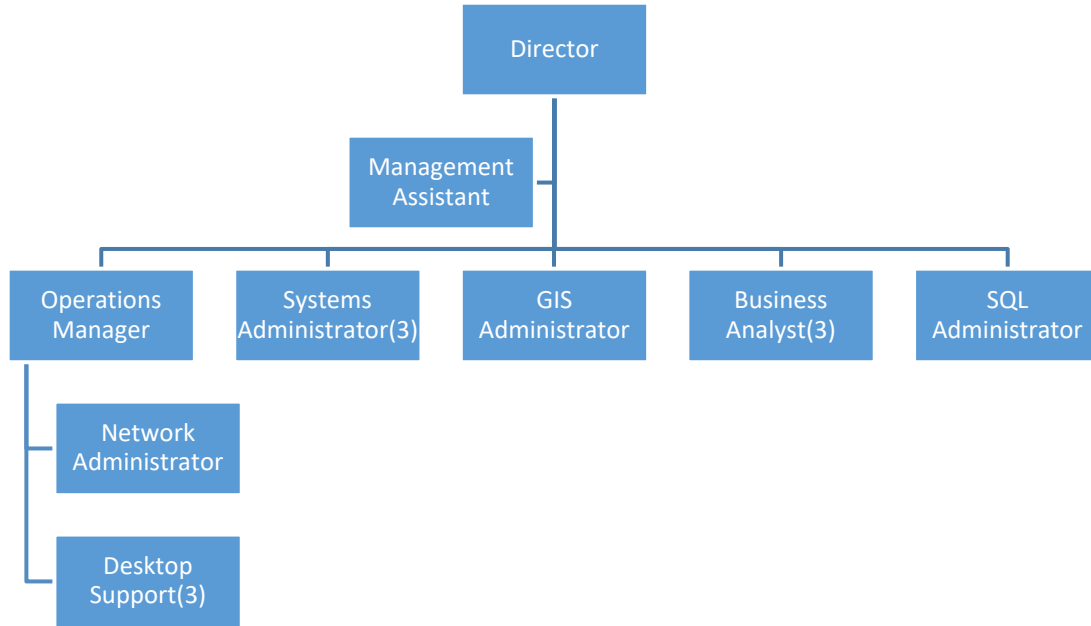 Director
Management
Assistant
Operations
Manager
Systems
Administrator(3)
GIS
Administrator
Business
Analyst(3)
SQL
Administrator
Network
Administrator
Desktop
Support(3)